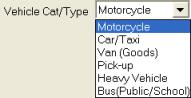 Vehicle Cat/Type Motorcycle
Motorcycle
Car/Taxi
Van (Goods)
Pick-up
Heavy Vehicle
Bus(Public/School)